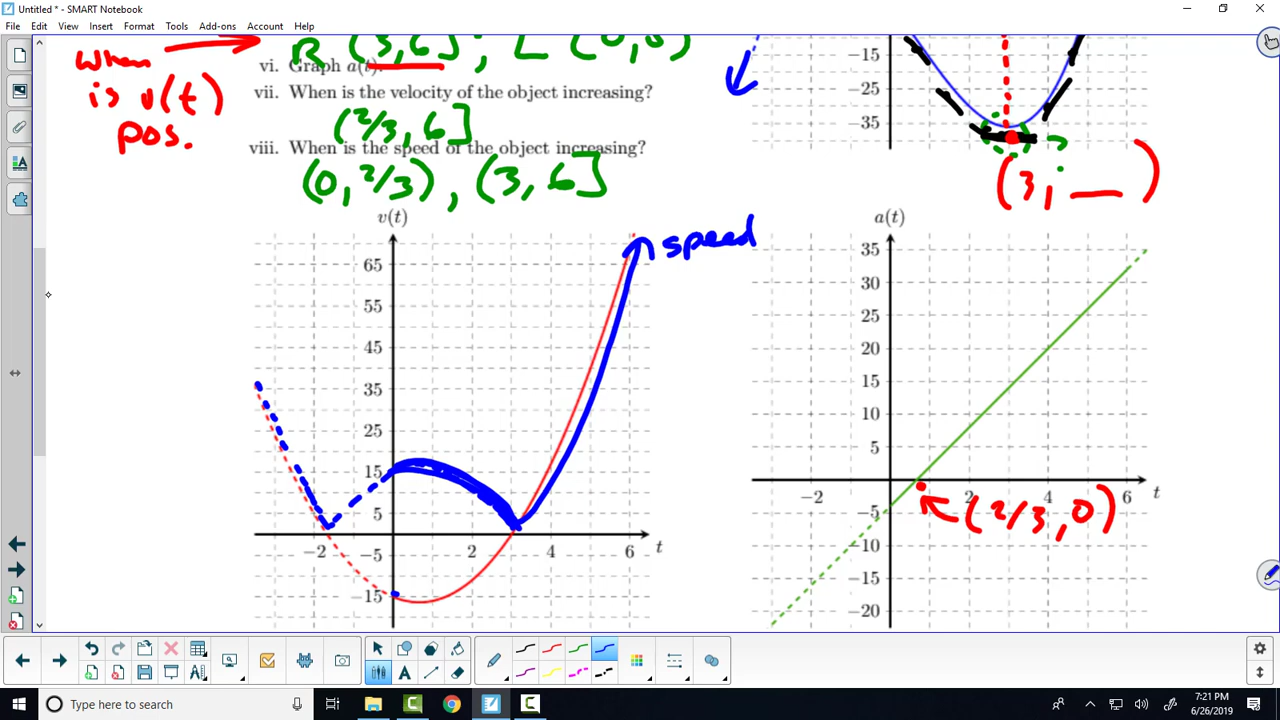 Untitled * - SMART Notebook
File Edit View Insert Format Tools Add-ons Account Help
when
is v(t)
pos.
R (3,6] ; L (0,0)
vi. Graph a(t).
vii. When is the velocity of the object increasing?
(2/3, 6]
viii. When is the speed of the object increasing?
(0, 2/3), (3, 6]
-15
-25
-35
(3, __)
v(t)
speed
65
55
45
35
25
15
5
-5
-15
-2 2 4 6 t
a(t)
35
30
25
20
15
10
5
-5
-10
-15
-20
-2 2 4 6 t
(2/3, 0)
Type here to search
7:21 PM
6/26/2019